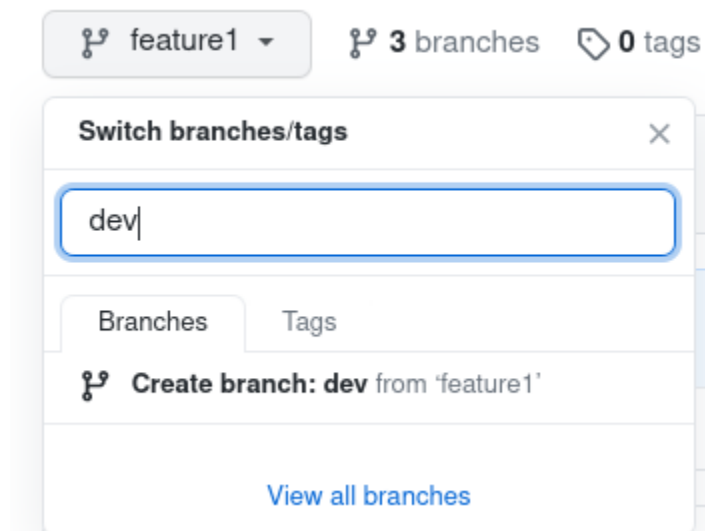 feature1 3 branches 0 tags
Switch branches/tags
dev
Branches Tags
Create branch: dev from ‘feature1’
View all branches